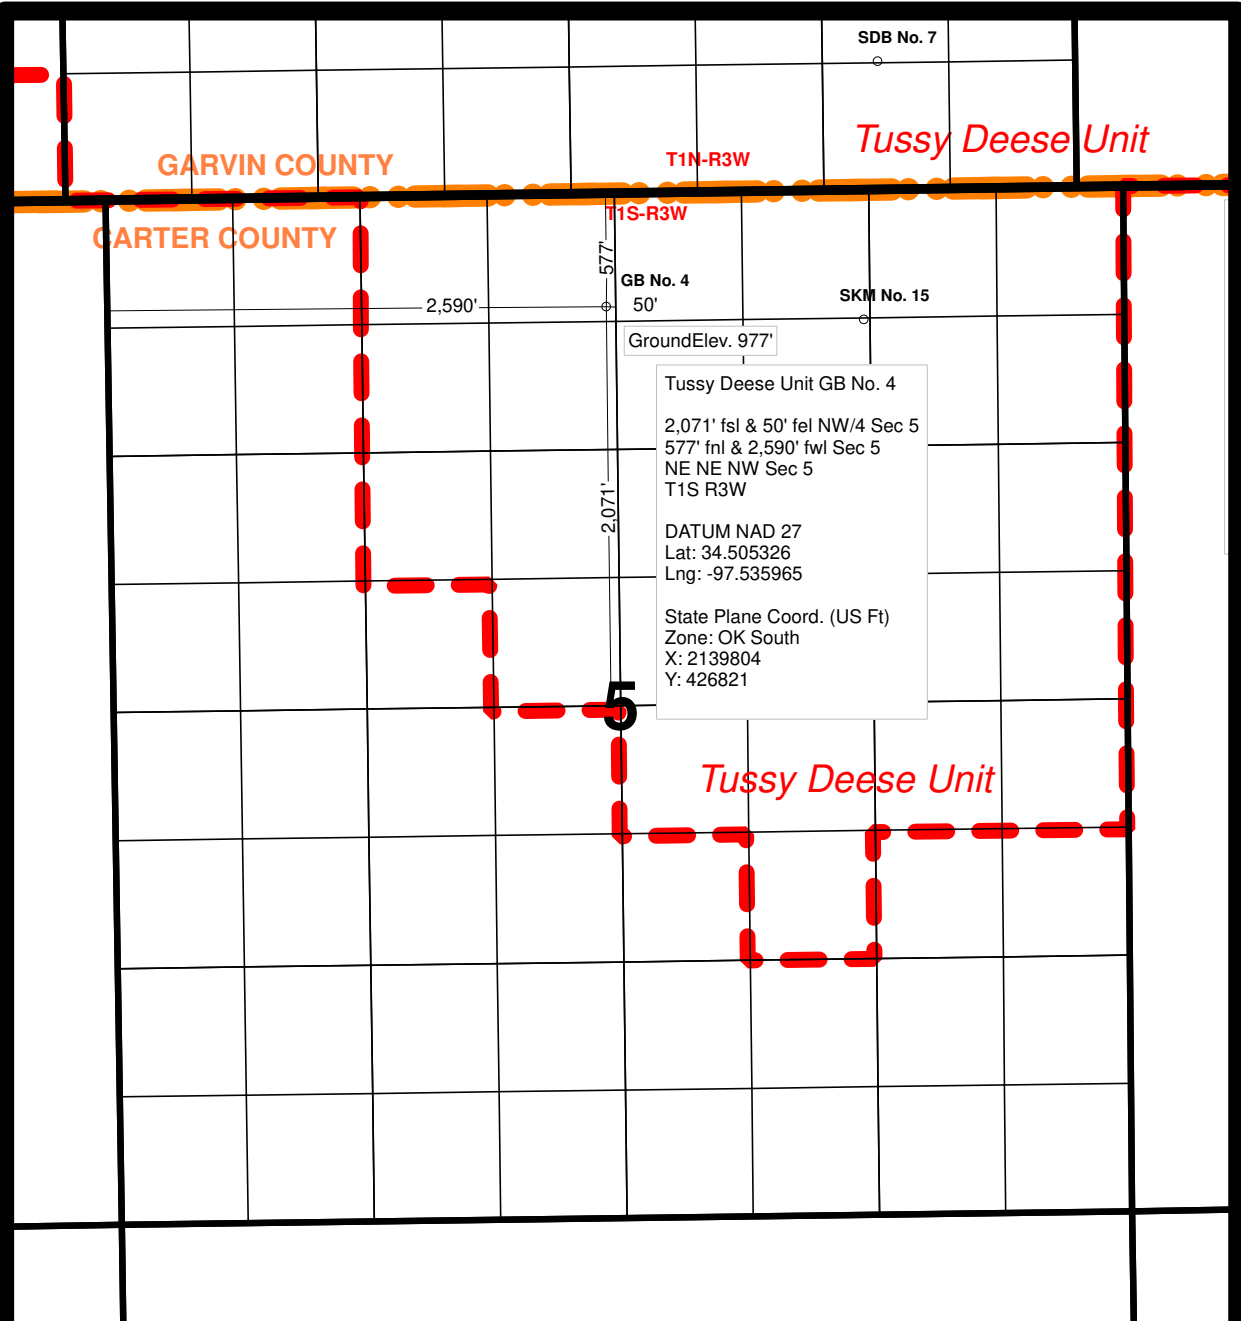 SDB No. 7
Tussy Deese Unit
GARVIN COUNTY
T1N-R3W
T1S-R3W
CARTER COUNTY
577'
GB No. 4
2,590'
50'
SKM No. 15
GroundElev. 977'
Tussy Deese Unit GB No. 4
2,071' fsl & 50' fel NW/4 Sec 5
577' fnl & 2,590' fwl Sec 5
NE NE NW Sec 5
T1S R3W
DATUM NAD 27
Lat: 34.505326
Lng: -97.535965
State Plane Coord. (US Ft)
Zone: OK South
X: 2139804
Y: 426821
2,071'
5
Tussy Deese Unit